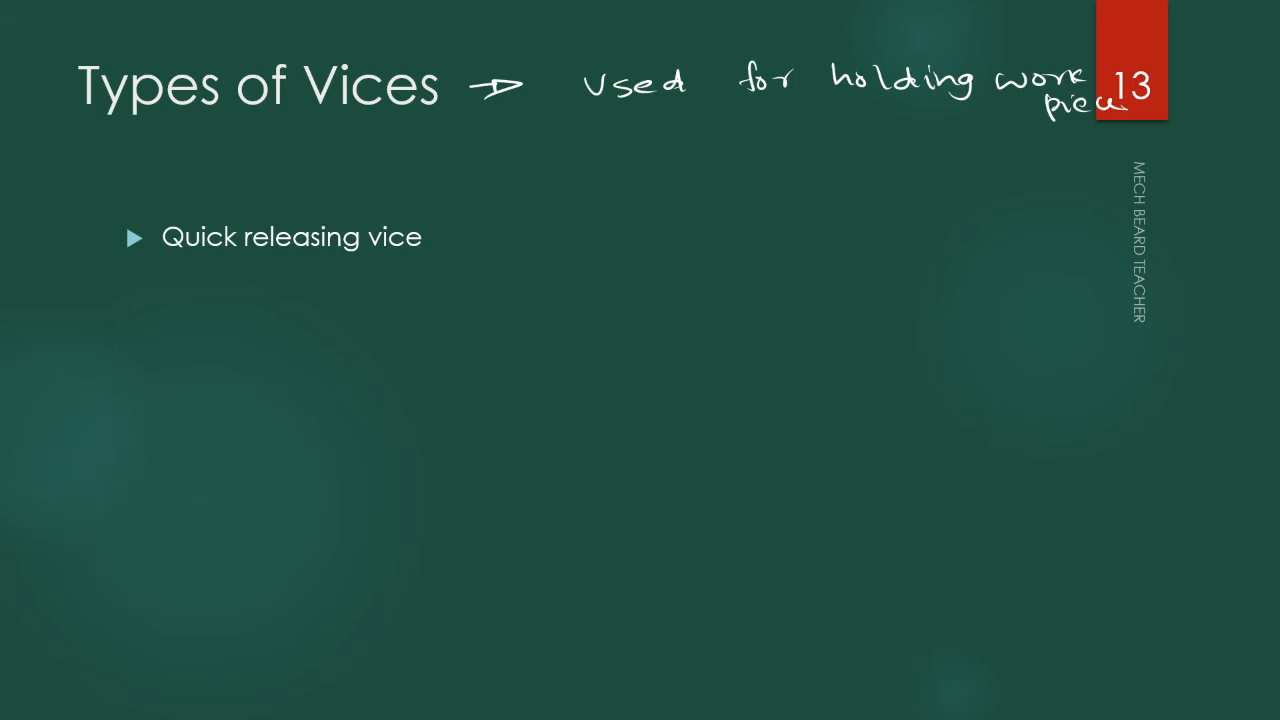 Types of Vices → used for holding work
piece
13
MECH BEARD TEACHER
Quick releasing vice